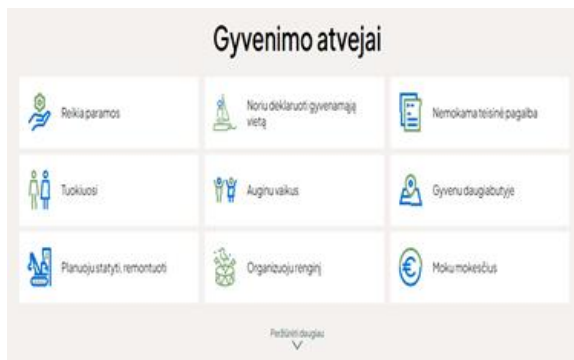 Gyvenimo atvejai
Reikia paramos
Noriu deklaruoti gyvenamąją
vietą
Nemokama teisinė pagalba
Tuokiuosi
Auginu vaikus
Gyvenu daugiabutyje
Planuoju statyti, remontuoti
Organizuoju renginį
Moku mokesčius
Peržiūrėti daugiau